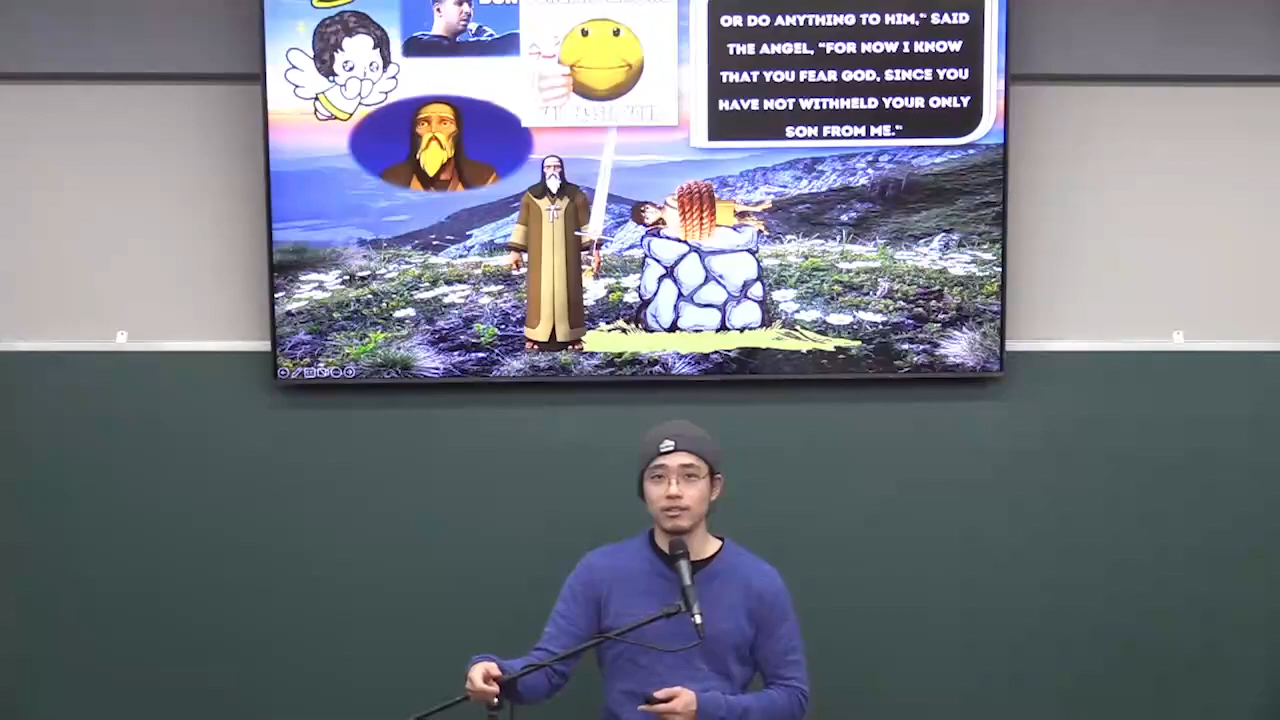 OR DO ANYTHING TO HIM," SAID
THE ANGEL, "FOR NOW I KNOW
THAT YOU FEAR GOD, SINCE YOU
HAVE NOT WITHHELD YOUR ONLY
SON FROM ME."